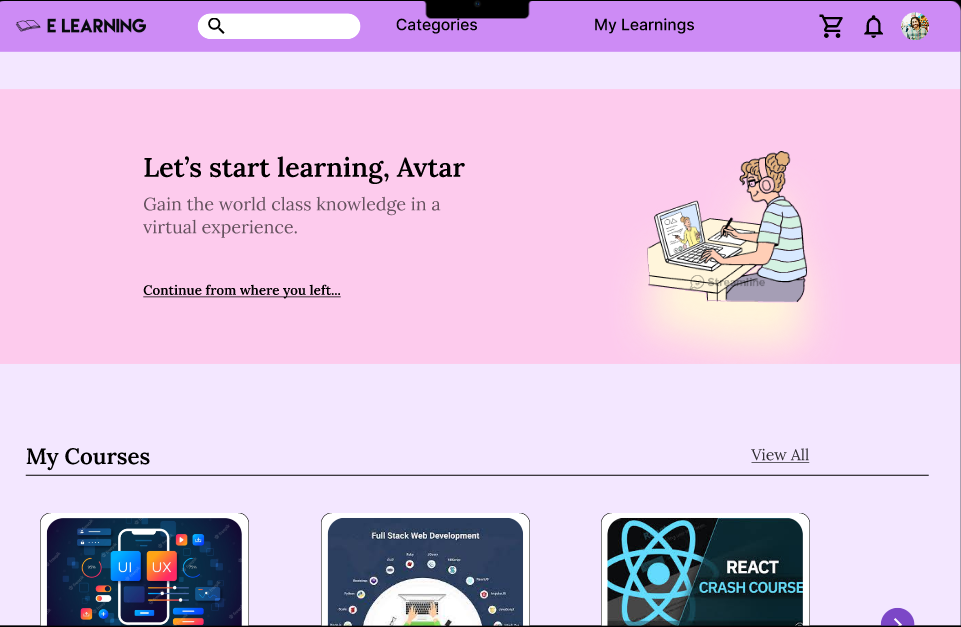 E LEARNING
Categories
My Learnings
Let’s start learning, Avtar
Gain the world class knowledge in a
virtual experience.
Continue from where you left...
Streamline
My Courses
View All
UI
UX
Full Stack Web Development
REACT
CRASH COURSE